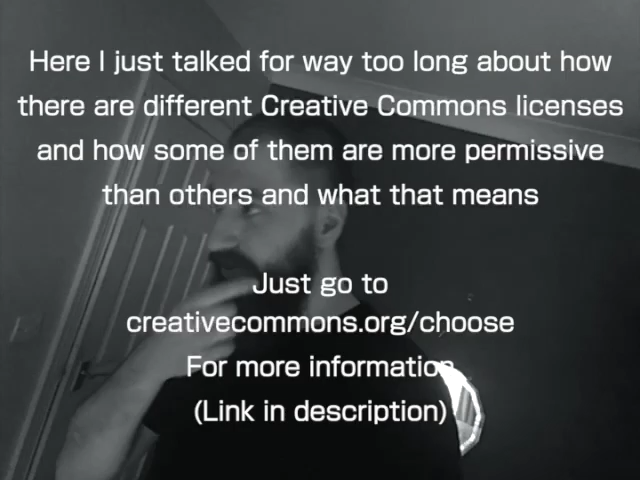 Here I just talked for way too long about how
there are different Creative Commons licenses
and how some of them are more permissive
than others and what that means
Just go to
creativecommons.org/choose
For more information
(Link in description)